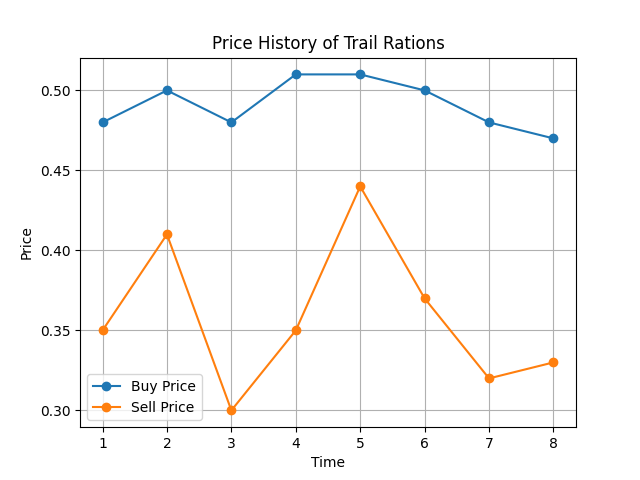 Price History of Trail Rations
0.50
0.45
0.40
0.35
0.30
Price
Buy Price
Sell Price
1 2 3 4 5 6 7 8
Time